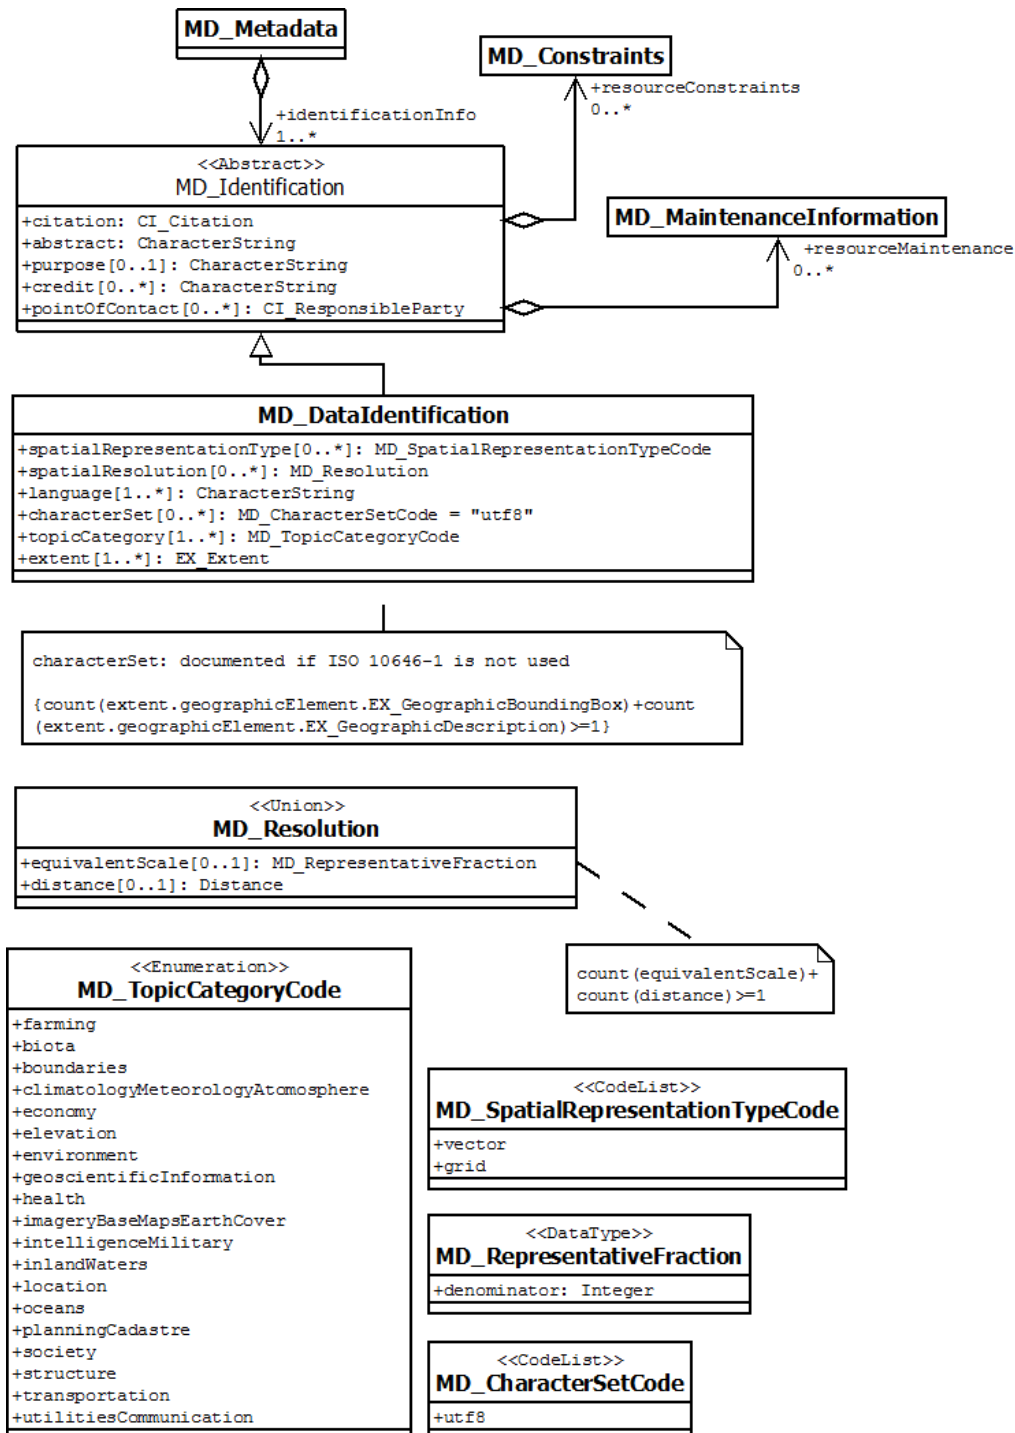 MD_Metadata
+identificationInfo
1..*
MD_Constraints
+resourceConstraints
0..*
<<Abstract>>
MD_Identification
+citation: CI_Citation
+abstract: CharacterString
+purpose[0..1]: CharacterString
+credit[0..*]: CharacterString
+pointOfContact[0..*]: CI_ResponsibleParty
MD_MaintenanceInformation
+resourceMaintenance
0..*
MD_DataIdentification
+spatialRepresentationType[0..*]: MD_SpatialRepresentationTypeCode
+spatialResolution[0..*]: MD_Resolution
+language[1..*]: CharacterString
+characterSet[0..*]: MD_CharacterSetCode = "utf8"
+topicCategory[1..*]: MD_TopicCategoryCode
+extent[1..*]: EX_Extent
characterSet: documented if ISO 10646-1 is not used
{count(extent.geographicElement.EX_GeographicBoundingBox)+count
(extent.geographicElement.EX_GeographicDescription)>=1}
<<Union>>
MD_Resolution
+equivalentScale[0..1]: MD_RepresentativeFraction
+distance[0..1]: Distance
count(equivalentScale)+
count(distance)>=1
<<Enumeration>>
MD_TopicCategoryCode
+farming
+biota
+boundaries
+climatologyMeteorologyAtomosphere
+economy
+elevation
+environment
+geoscientificInformation
+health
+imageryBaseMapsEarthCover
+intelligenceMilitary
+inlandWaters
+location
+oceans
+planningCadastre
+society
+structure
+transportation
+utilitiesCommunication
<<CodeList>>
MD_SpatialRepresentationTypeCode
+vector
+grid
<<DataType>>
MD_RepresentativeFraction
+denominator: Integer
<<CodeList>>
MD_CharacterSetCode
+utf8